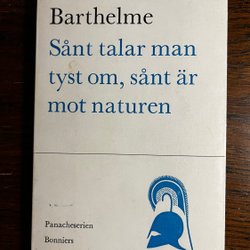 Barthelme
Sånt talar man
tyst om, sånt är
mot naturen
Panacheserien
Bonniers